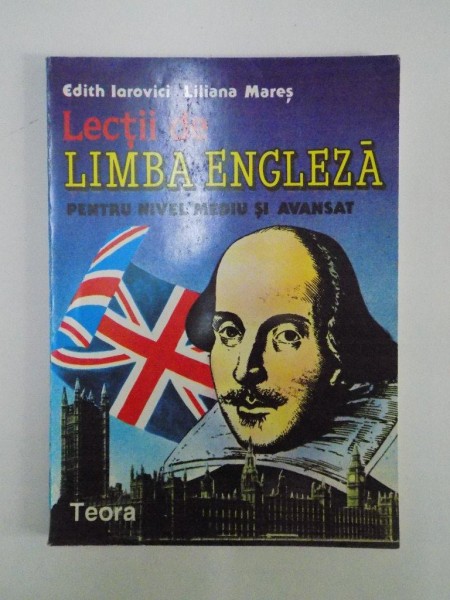 Edith Iarovici Liliana Mareș
Lecții de
LIMBA ENGLEZĂ
PENTRU NIVEL MEDIU ȘI AVANSAT
Teora